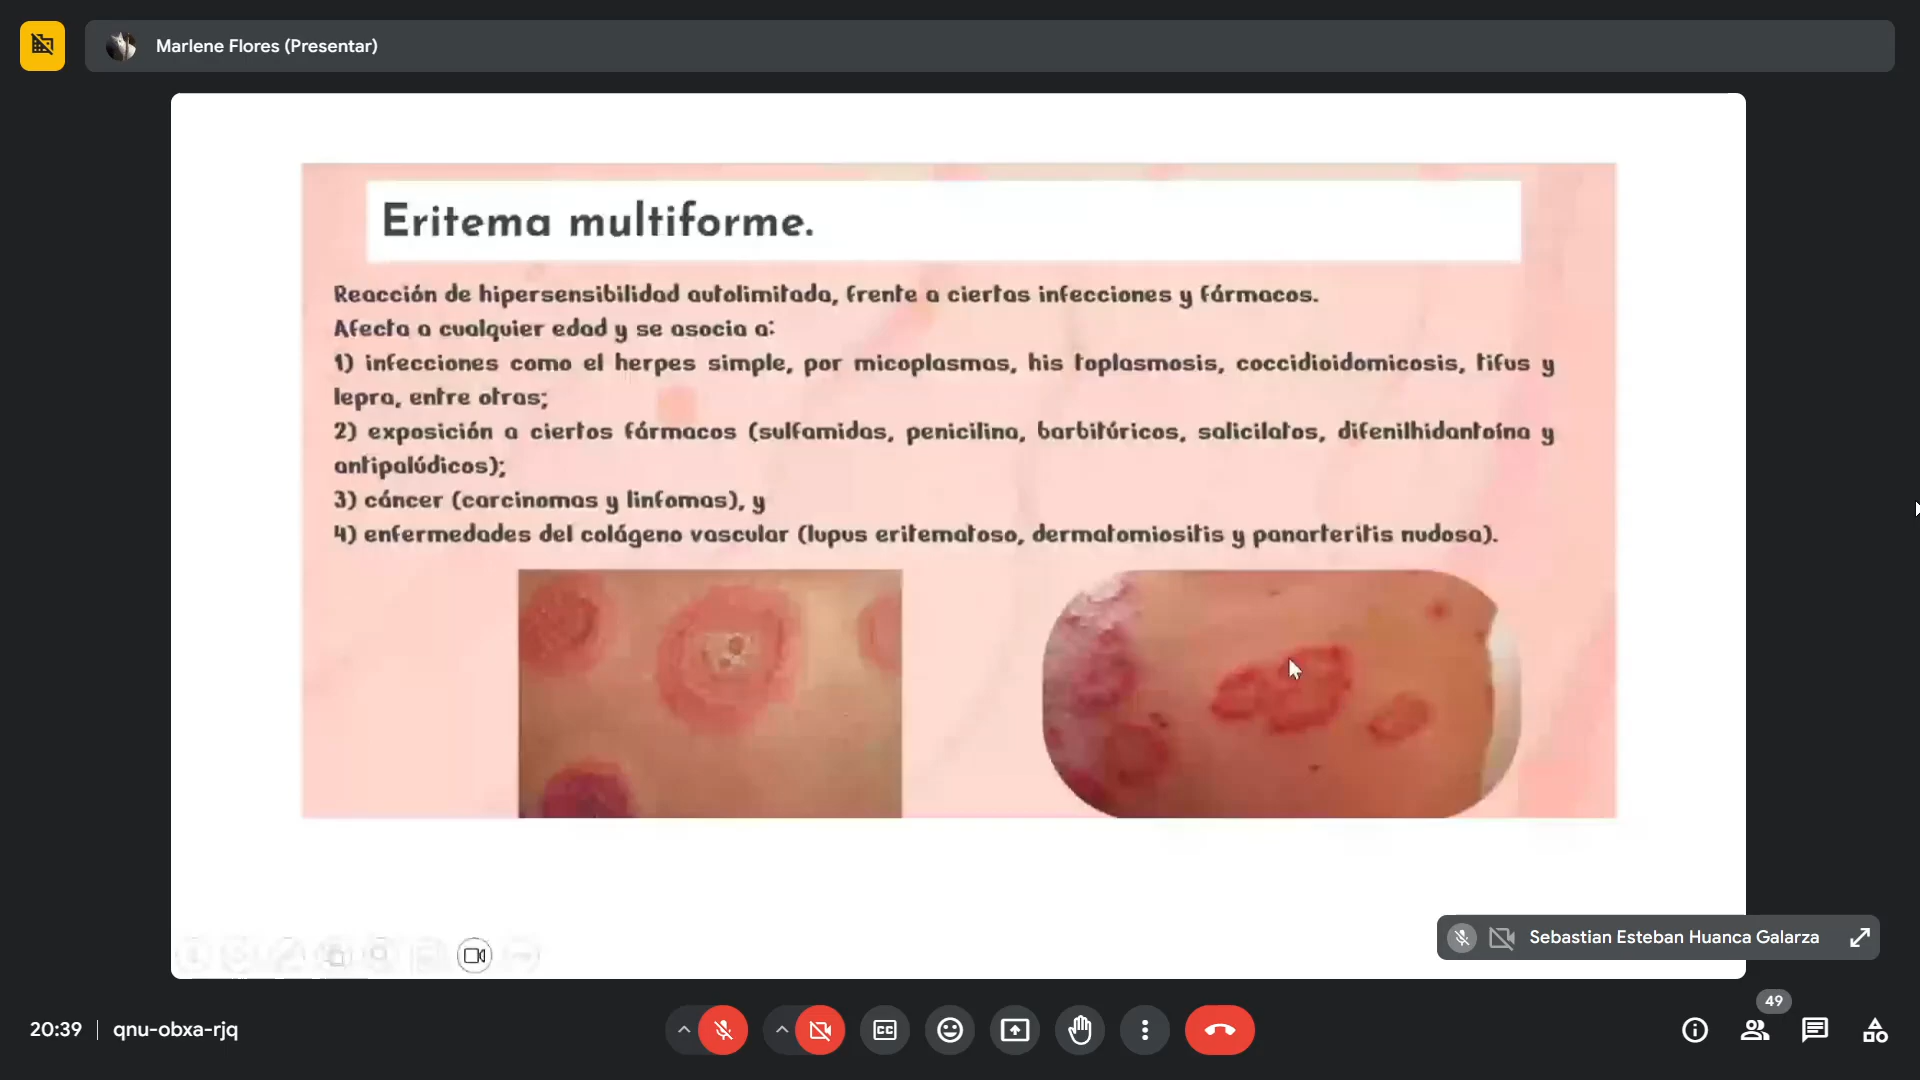 Marlene Flores (Presentar)
Eritema multiforme.
Reacción de hipersensibilidad autolimitada, frente a ciertas infecciones y fármacos.
Afecta a cualquier edad y se asocia a:
1) infecciones como el herpes simple, por micoplasmas, his toplasmosis, coccidioidomicosis, tifus y
lepra, entre otras;
2) exposición a ciertos fármacos (sulfamidas, penicilina, barbitúricos, salicilatos, difenilhidantoína y
antipalúdicos);
3) cáncer (carcinomas y linfomas), y
4) enfermedades del colágeno vascular (lupus eritematoso, dermatomiositis y panarteritis nudosa).
Sebastian Esteban Huanca Galarza
20:39 | qnu-obxa-rjq
CC
49